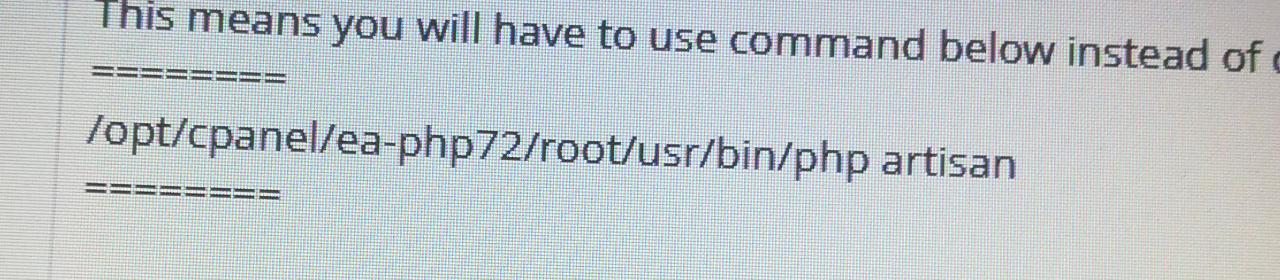 This means you will have to use command below instead of
========
/opt/cpanel/ea-php72/root/usr/bin/php artisan
========